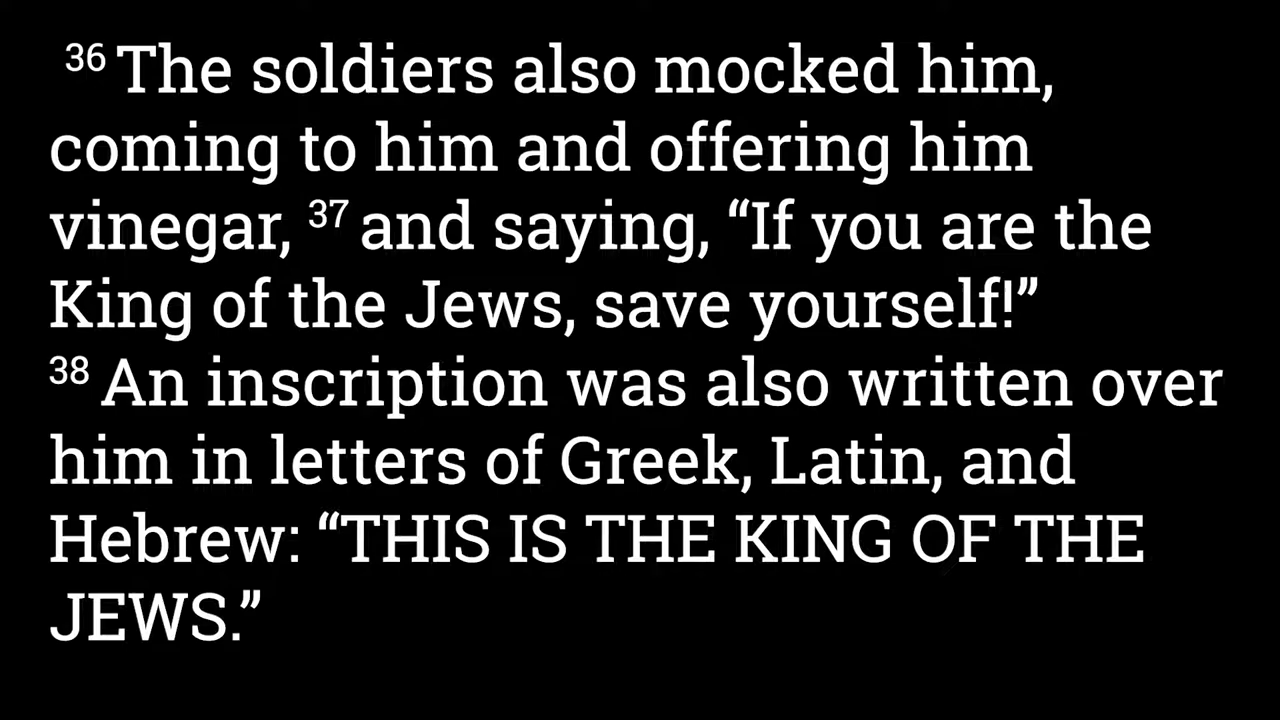 36 The soldiers also mocked him,
coming to him and offering him
vinegar, 37 and saying, “If you are the
King of the Jews, save yourself!”
38 An inscription was also written over
him in letters of Greek, Latin, and
Hebrew: “THIS IS THE KING OF THE
JEWS.”